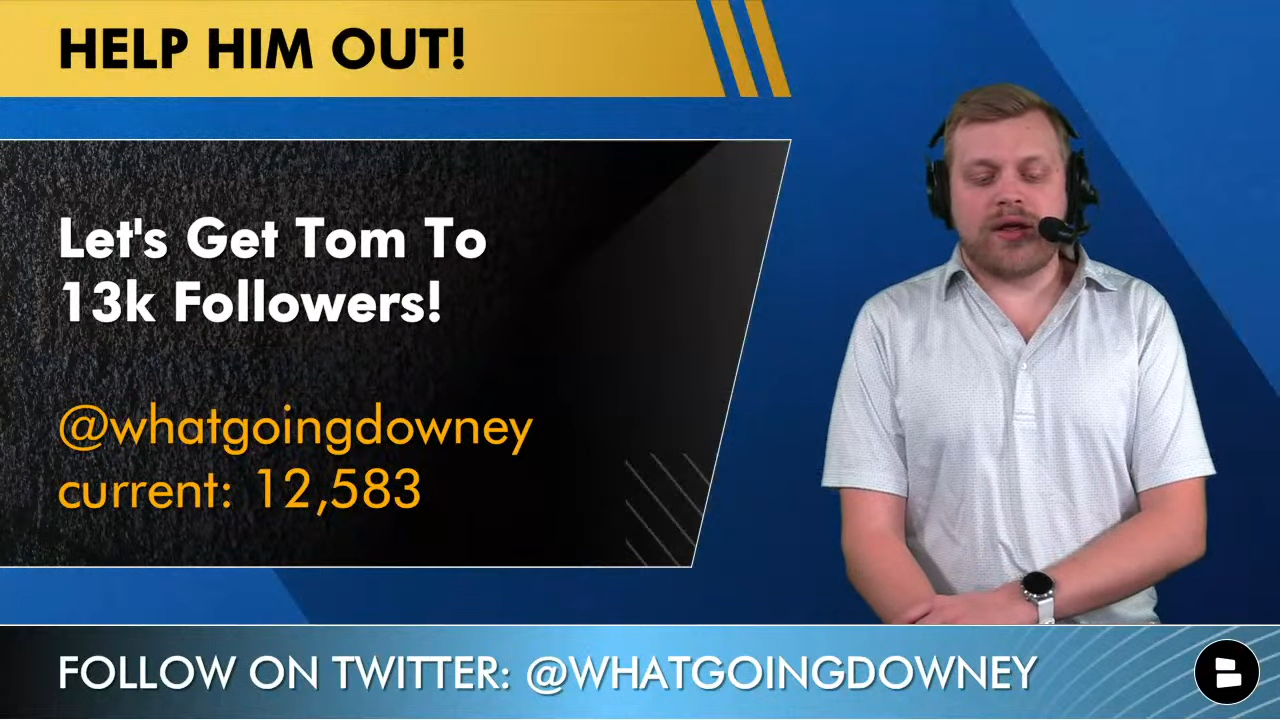 HELP HIM OUT!
Let's Get Tom To
13k Followers!
@whatgoingdowney
current: 12,583
FOLLOW ON TWITTER: @WHATGOINGDOWNEY